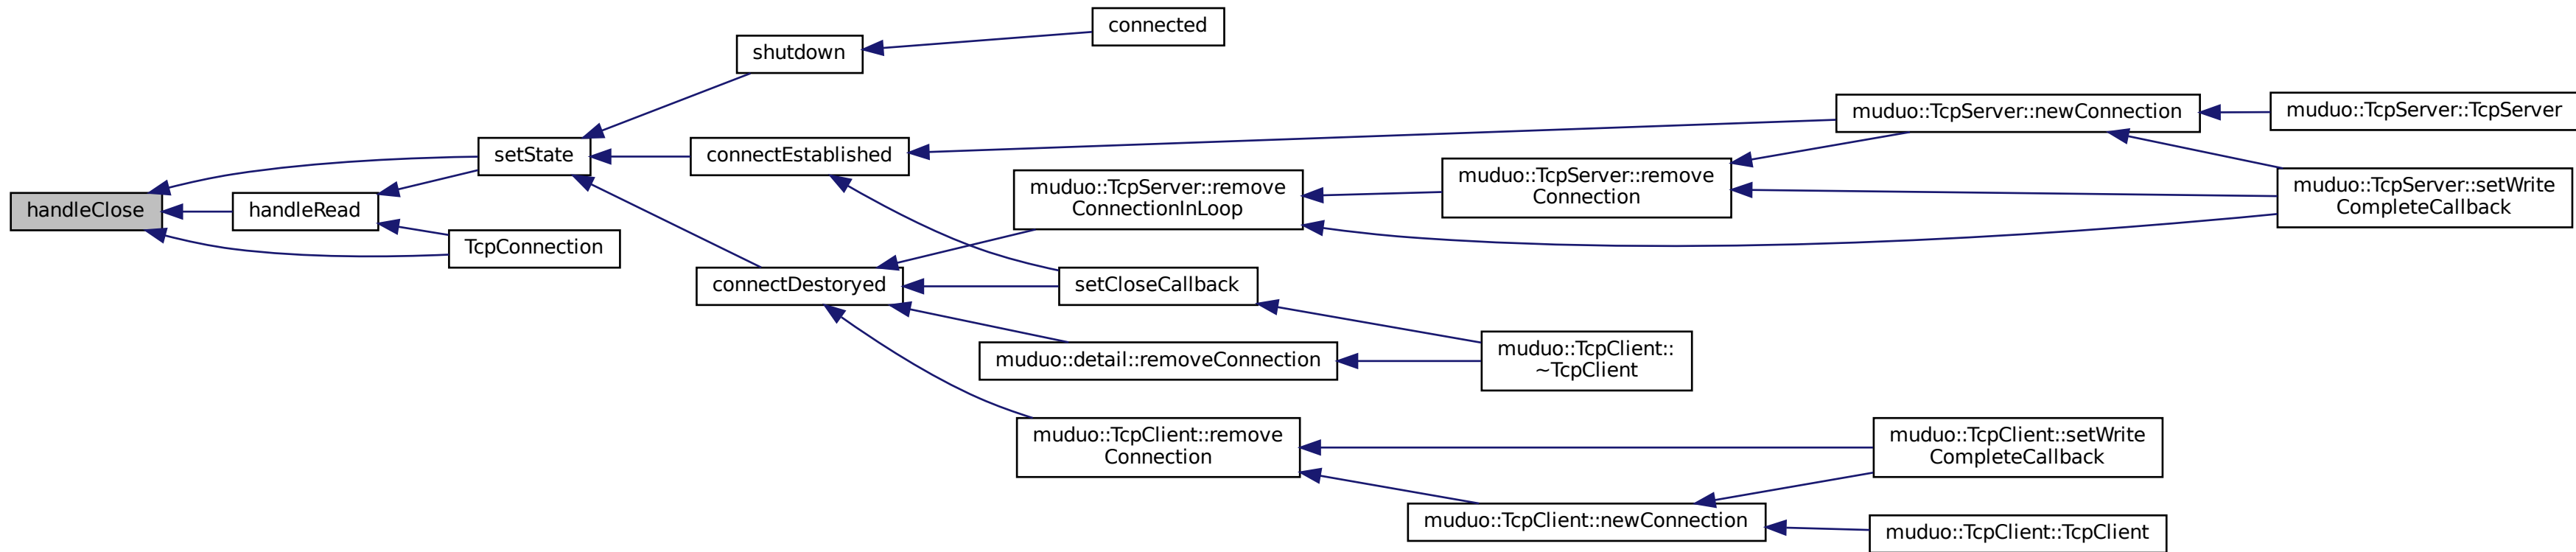 connected
shutdown
muduo::TcpServer::newConnection
muduo::TcpServer::TcpServer
setState
connectEstablished
muduo::TcpServer::remove
ConnectionInLoop
muduo::TcpServer::remove
Connection
muduo::TcpServer::setWrite
CompleteCallback
handleClose
handleRead
TcpConnection
connectDestoryed
setCloseCallback
muduo::detail::removeConnection
muduo::TcpClient::
~TcpClient
muduo::TcpClient::remove
Connection
muduo::TcpClient::setWrite
CompleteCallback
muduo::TcpClient::newConnection
muduo::TcpClient::TcpClient